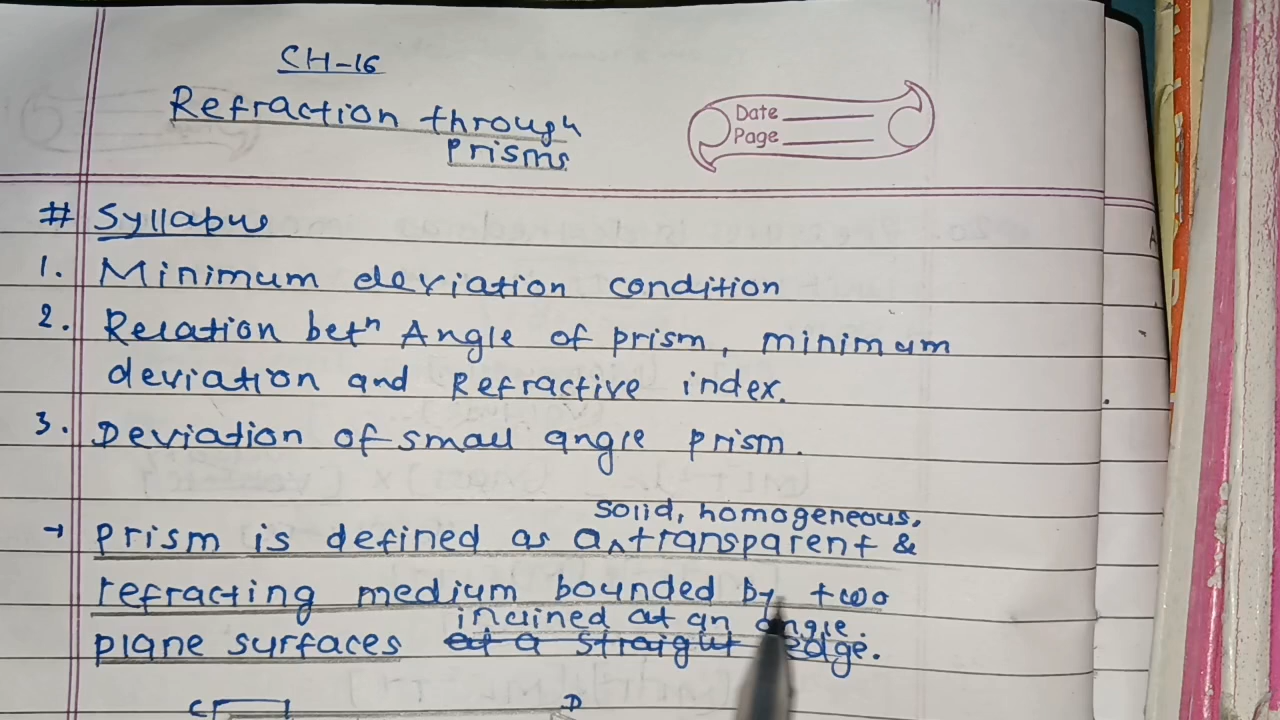 CH-16
Refraction through
prisms.
Date
Page
# Syllabus
1. Minimum deviation condition
2. Relation betⁿ Angle of prism, minimum
deviation and Refractive index.
3. Deviation of small angle prism.
solid, homogeneous,
→ prism is defined as a ∧ transparent &
refracting medium bounded by two
inclined at an angle.
plane surfaces at a straight edge.
C D